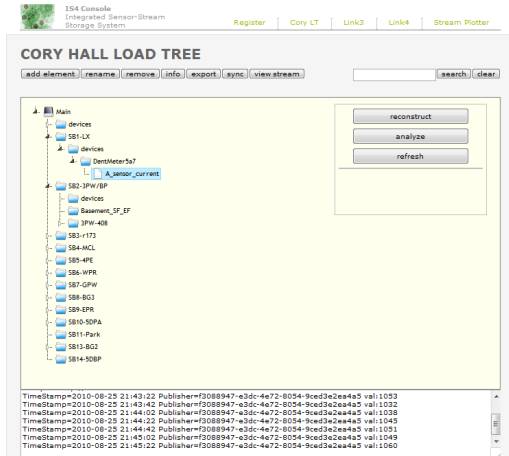 IS4 Console
Integrated Sensor-Stream
Storage System
Register Cory LT Link3 Link4 Stream Plotter
CORY HALL LOAD TREE
add element rename remove info export sync view stream search clear
Main
devices
SB1-LX
devices
DentMeter5a7
A_sensor_current
SB2-3PW/BP
devices
Basement_SF_EF
3PW-408
SB3-r173
SB4-MCL
SB5-4PE
SB6-WPR
SB7-GPW
SB8-BG3
SB9-EPR
SB10-5DPA
SB11-Park
SB13-BG2
SB14-5DBP
reconstruct
analyze
refresh
TimeStamp=2010-08-25 21:43:22 Publisher=f3088947-e3dc-4e72-8054-9ced3e2ea4a5 val:1053
TimeStamp=2010-08-25 21:43:42 Publisher=f3088947-e3dc-4e72-8054-9ced3e2ea4a5 val:1032
TimeStamp=2010-08-25 21:44:02 Publisher=f3088947-e3dc-4e72-8054-9ced3e2ea4a5 val:1038
TimeStamp=2010-08-25 21:44:22 Publisher=f3088947-e3dc-4e72-8054-9ced3e2ea4a5 val:1045
TimeStamp=2010-08-25 21:44:42 Publisher=f3088947-e3dc-4e72-8054-9ced3e2ea4a5 val:1051
TimeStamp=2010-08-25 21:45:02 Publisher=f3088947-e3dc-4e72-8054-9ced3e2ea4a5 val:1049
TimeStamp=2010-08-25 21:45:22 Publisher=f3088947-e3dc-4e72-8054-9ced3e2ea4a5 val:1060